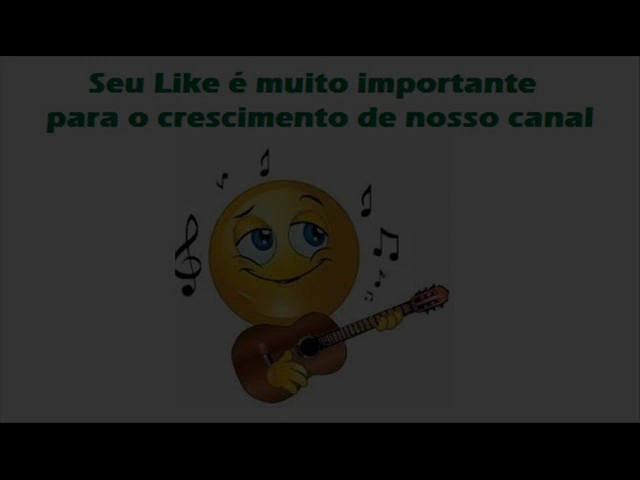 Seu Like é muito importante
para o crescimento de nosso canal